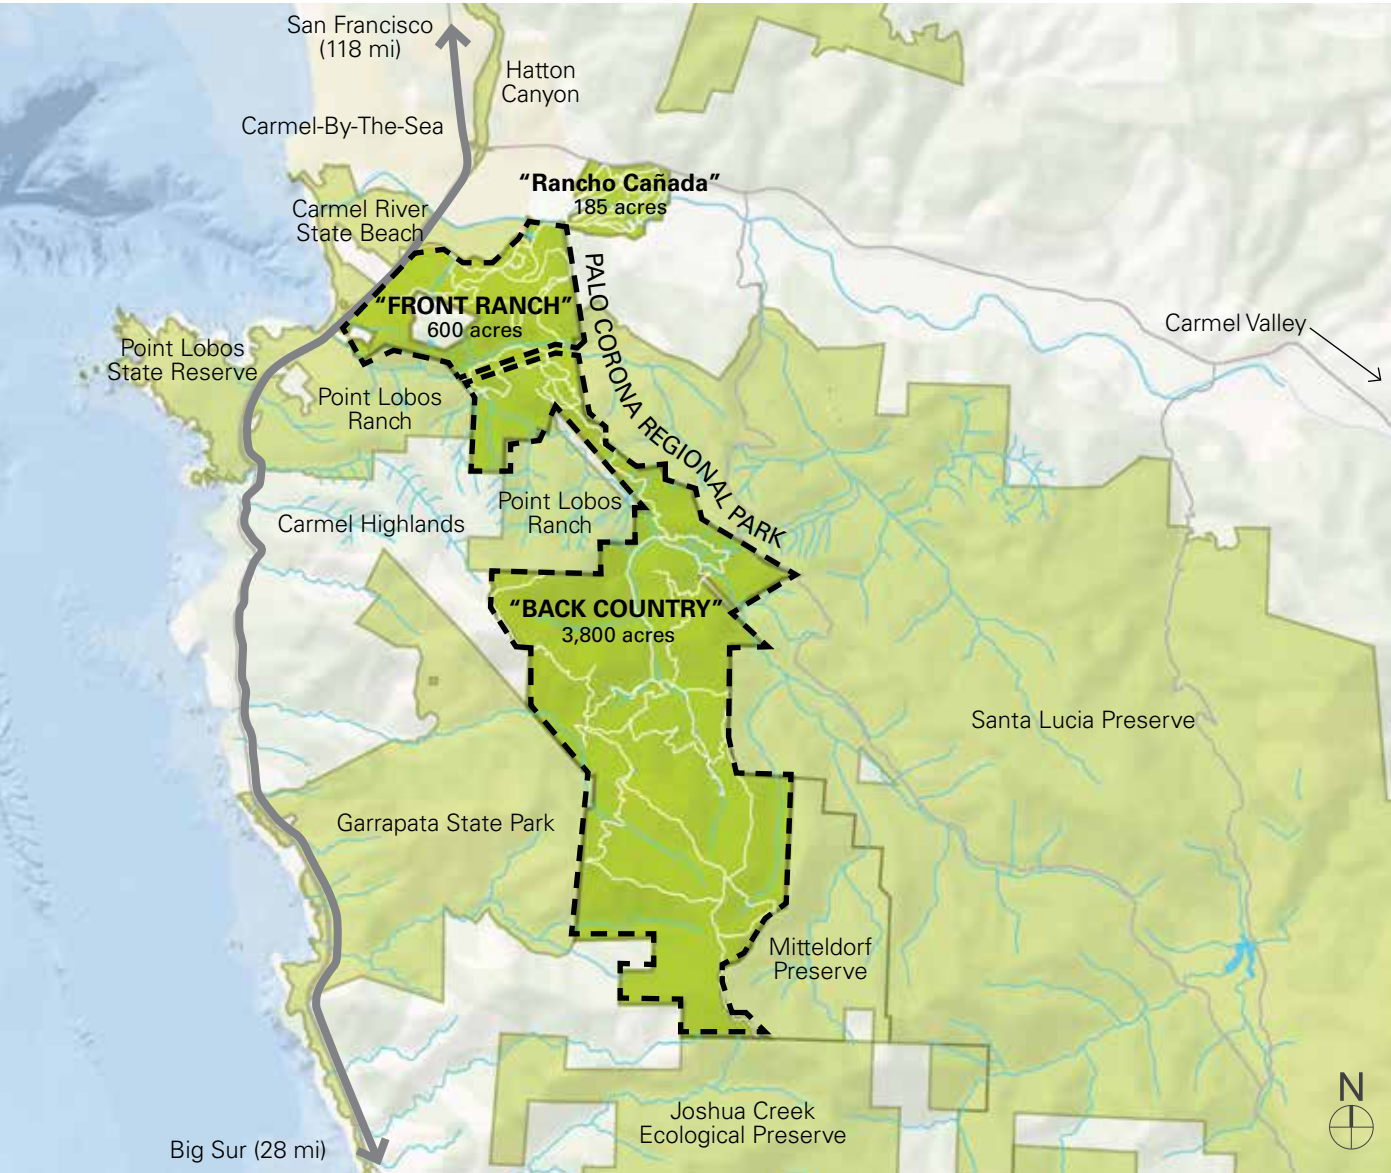 San Francisco
(118 mi)
Hatton
Canyon
Carmel-By-The-Sea
“Rancho Cañada”
185 acres
Carmel River
State Beach
PALO CORONA REGIONAL PARK
“FRONT RANCH”
600 acres
Carmel Valley
Point Lobos
State Reserve
Point Lobos
Ranch
Point Lobos
Ranch
Carmel Highlands
“BACK COUNTRY”
3,800 acres
Santa Lucia Preserve
Garrapata State Park
Mitteldorf
Preserve
N
Joshua Creek
Ecological Preserve
Big Sur (28 mi)